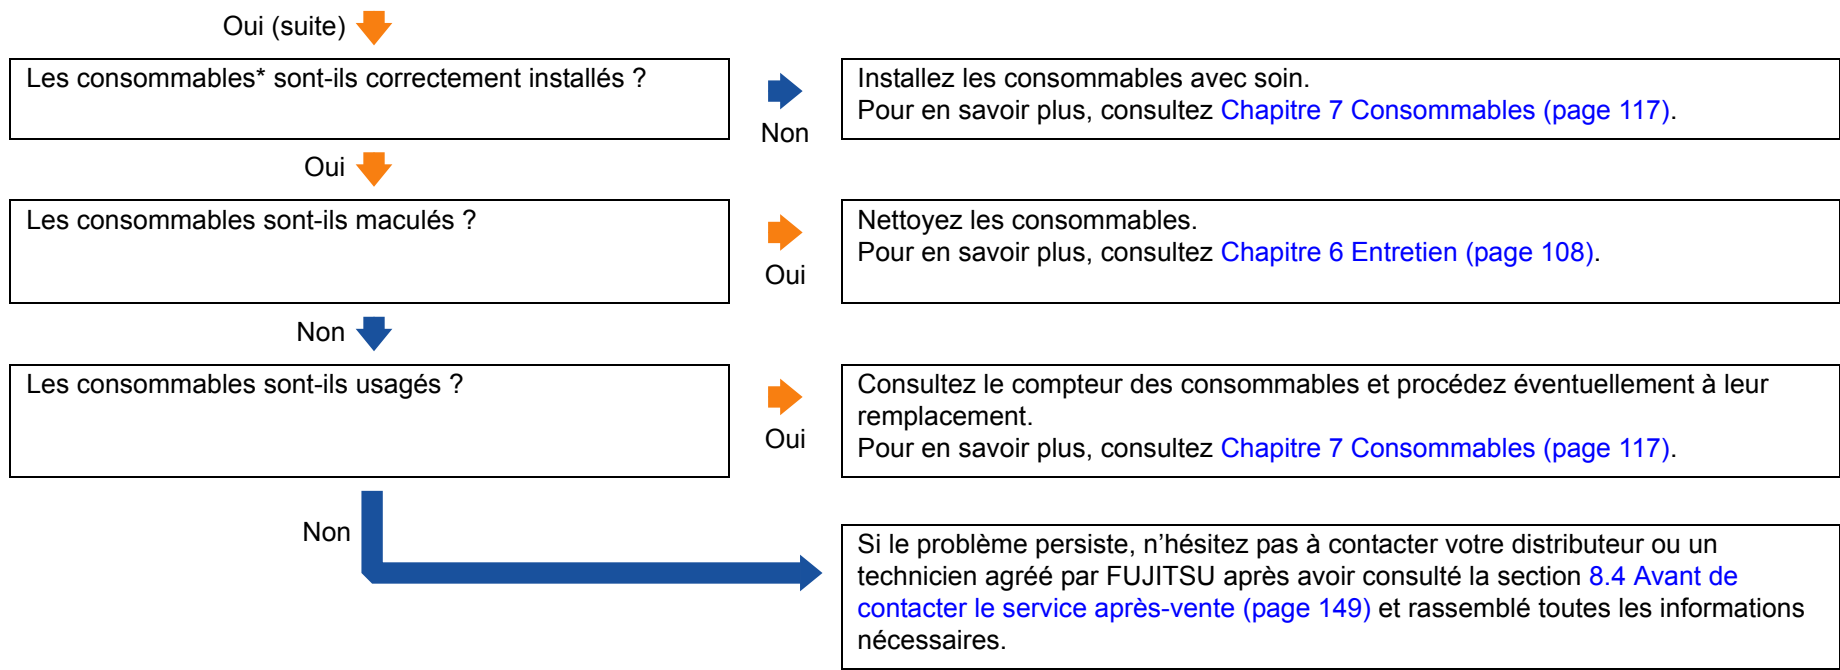 Oui (suite)
Les consommables* sont-ils correctement installés ?
Non
Installez les consommables avec soin.
Pour en savoir plus, consultez Chapitre 7 Consommables (page 117).
Oui
Les consommables sont-ils maculés ?
Oui
Nettoyez les consommables.
Pour en savoir plus, consultez Chapitre 6 Entretien (page 108).
Non
Les consommables sont-ils usagés ?
Oui
Consultez le compteur des consommables et procédez éventuellement à leur
remplacement.
Pour en savoir plus, consultez Chapitre 7 Consommables (page 117).
Non
Si le problème persiste, n’hésitez pas à contacter votre distributeur ou un
technicien agréé par FUJITSU après avoir consulté la section 8.4 Avant de
contacter le service après-vente (page 149) et rassemblé toutes les informations
nécessaires.